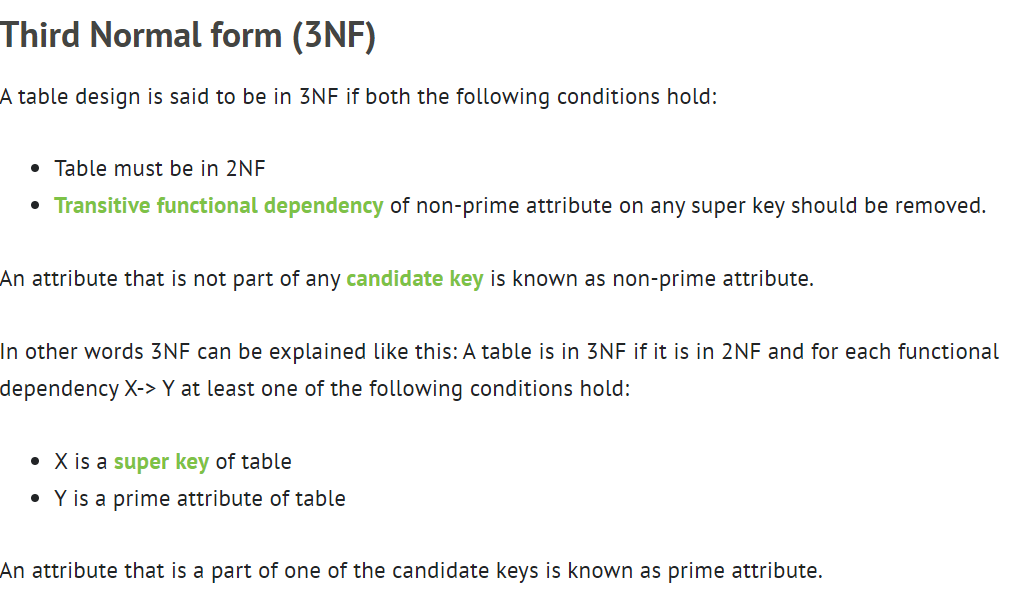 Third Normal form (3NF)
A table design is said to be in 3NF if both the following conditions hold:
• Table must be in 2NF
• Transitive functional dependency of non-prime attribute on any super key should be removed.
An attribute that is not part of any candidate key is known as non-prime attribute.
In other words 3NF can be explained like this: A table is in 3NF if it is in 2NF and for each functional
dependency X-> Y at least one of the following conditions hold:
• X is a super key of table
• Y is a prime attribute of table
An attribute that is a part of one of the candidate keys is known as prime attribute.